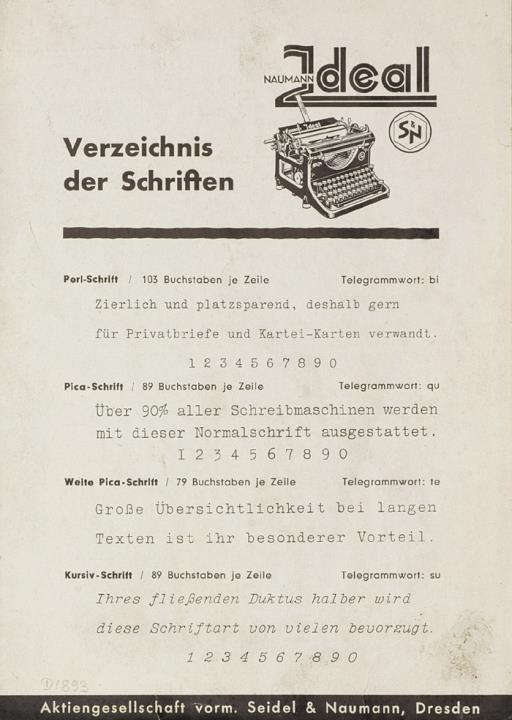 NAUMANN Ideal
S&N
Verzeichnis
der Schriften
Perl-Schrift / 103 Buchstaben je Zeile Telegrammwort: bi
Zierlich und platzsparend, deshalb gern
für Privatbriefe und Kartei-Karten verwandt.
1 2 3 4 5 6 7 8 9 0
Pica-Schrift / 89 Buchstaben je Zeile Telegrammwort: qu
Über 90% aller Schreibmaschinen werden
mit dieser Normalschrift ausgestattet.
1 2 3 4 5 6 7 8 9 0
Weite Pica-Schrift / 79 Buchstaben je Zeile Telegrammwort: te
Große Übersichtlichkeit bei langen
Texten ist ihr besonderer Vorteil.
Kursiv-Schrift / 89 Buchstaben je Zeile Telegrammwort: su
Ihres fließenden Duktus halber wird
diese Schriftart von vielen bevorzugt.
1 2 3 4 5 6 7 8 9 0
D1893
Aktiengesellschaft vorm. Seidel & Naumann, Dresden